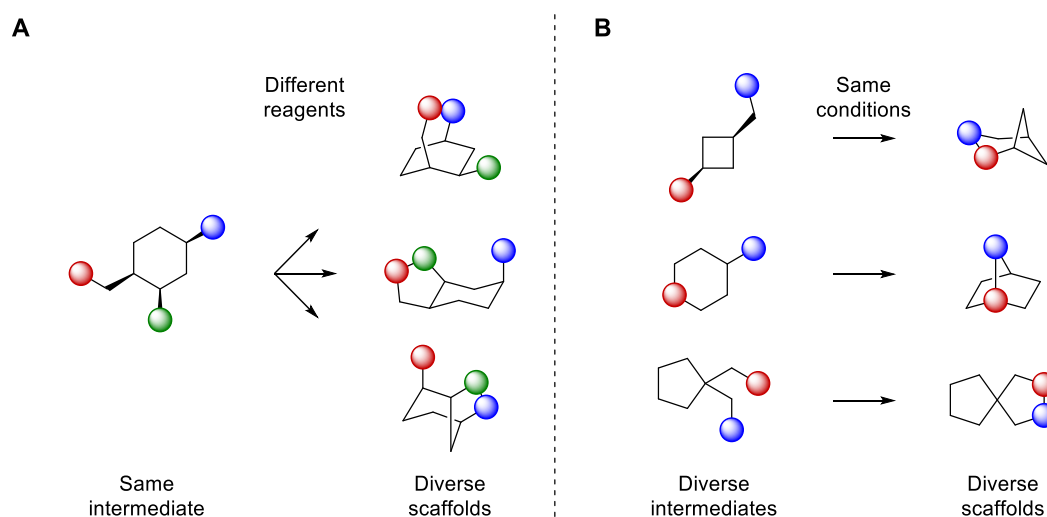 A
Different
reagents
Same
intermediate
Diverse
scaffolds
B
Same
conditions
Diverse
intermediates
Diverse
scaffolds